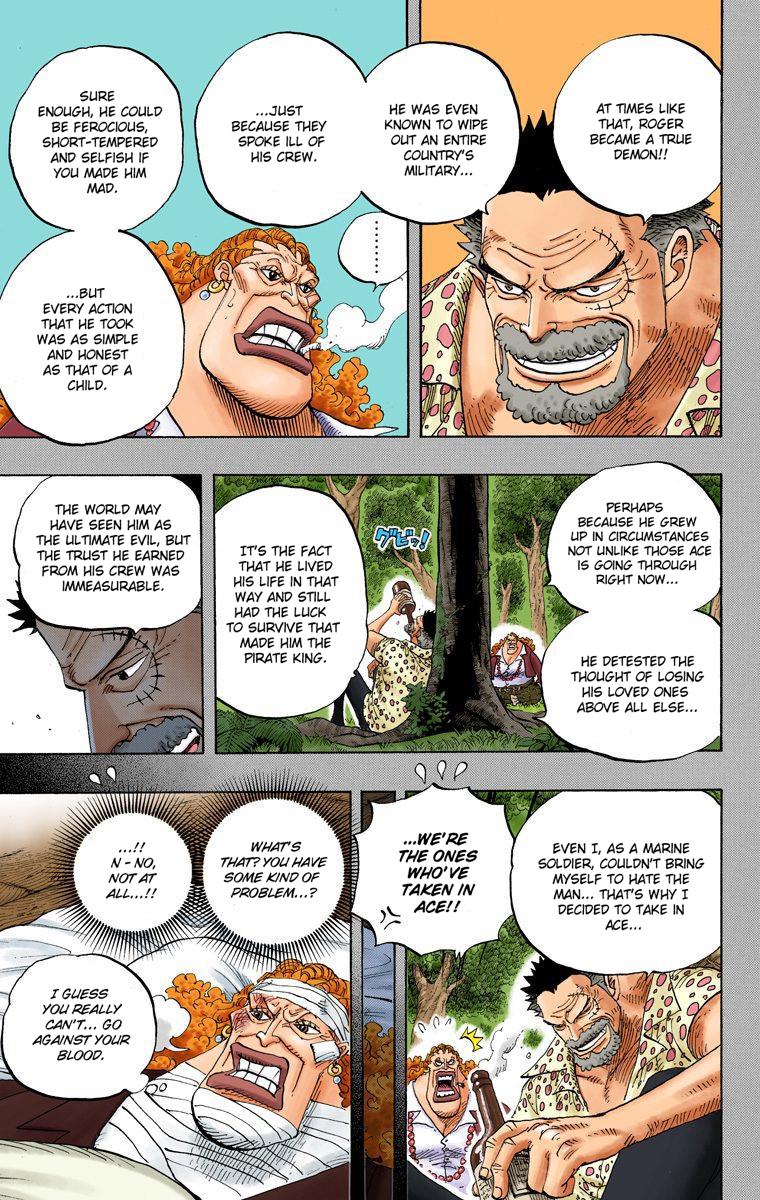 AT TIMES LIKE
THAT, ROGER
BECAME A TRUE
DEMON!!
HE WAS EVEN
KNOWN TO WIPE
OUT AN ENTIRE
COUNTRY'S
MILITARY...
...JUST
BECAUSE THEY
SPOKE ILL OF
HIS CREW.
.........
SURE
ENOUGH, HE COULD
BE FEROCIOUS,
SHORT-TEMPERED
AND SELFISH IF
YOU MADE HIM
MAD.
...BUT
EVERY ACTION
THAT HE TOOK
WAS AS SIMPLE
AND HONEST
AS THAT OF A
CHILD.
PERHAPS
BECAUSE HE GREW
UP IN CIRCUMSTANCES
NOT UNLIKE THOSE ACE
IS GOING THROUGH
RIGHT NOW...
HE DETESTED THE
THOUGHT OF LOSING
HIS LOVED ONES
ABOVE ALL ELSE...
グビッ!
IT'S THE FACT
THAT HE LIVED
HIS LIFE IN THAT
WAY AND STILL
HAD THE LUCK
TO SURVIVE THAT
MADE HIM THE
PIRATE KING.
THE WORLD MAY
HAVE SEEN HIM AS
THE ULTIMATE EVIL, BUT
THE TRUST HE EARNED
FROM HIS CREW WAS
IMMEASURABLE.
EVEN I, AS A MARINE
SOLDIER, COULDN'T BRING
MYSELF TO HATE THE
MAN... THAT'S WHY I
DECIDED TO TAKE IN
ACE...
...WE'RE
THE ONES
WHO'VE
TAKEN IN
ACE!!
WHAT'S
THAT? YOU HAVE
SOME KIND OF
PROBLEM...?
...!!
N - NO,
NOT AT
ALL...!!
I GUESS
YOU REALLY
CAN'T... GO
AGAINST YOUR
BLOOD.